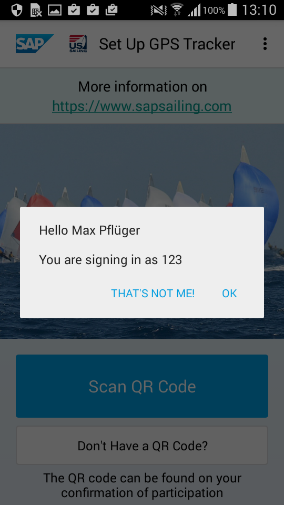 100% 13:10
SAP US Set Up GPS Tracker
More information on
https://www.sapsailing.com
Hello Max Pflüger
You are signing in as 123
THAT'S NOT ME! OK
Scan QR Code
Don't Have a QR Code?
The QR code can be found on your
confirmation of participation